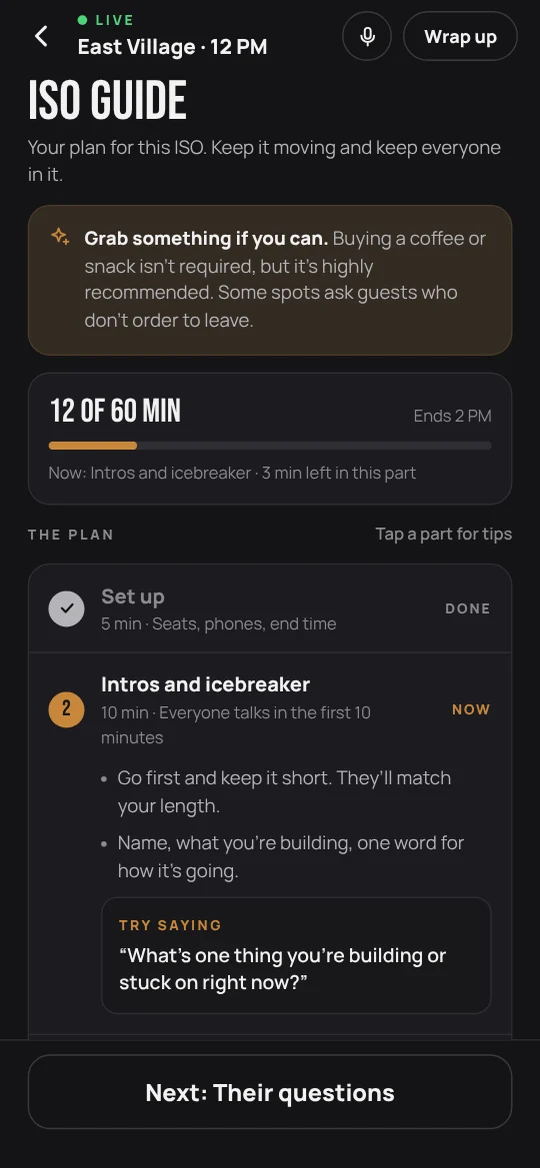 LIVE
East Village · 12 PM
Wrap up
ISO GUIDE
Your plan for this ISO. Keep it moving and keep everyone
in it.
Grab something if you can. Buying a coffee or
snack isn't required, but it's highly
recommended. Some spots ask guests who
don't order to leave.
12 OF 60 MIN
Ends 2 PM
Now: Intros and icebreaker · 3 min left in this part
THE PLAN
Tap a part for tips
Set up
5 min · Seats, phones, end time
DONE
2
Intros and icebreaker
10 min · Everyone talks in the first 10
minutes
NOW
• Go first and keep it short. They'll match
your length.
• Name, what you're building, one word for
how it's going.
TRY SAYING
“What's one thing you're building or
stuck on right now?”
Next: Their questions